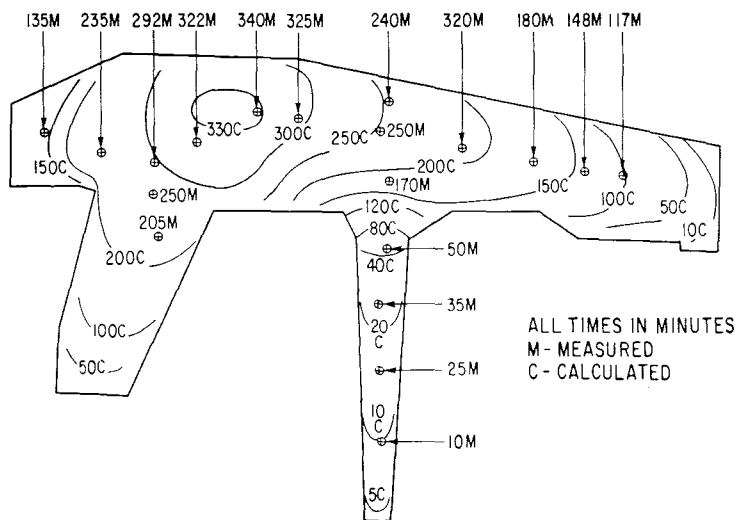 135M 235M 292M 322M 340M 325M 240M 320M 180M 148M 117M
330C
300C
250C
250M
150C
200C
250M
170M
150C
100C
50C
10C
120C
205M
80C
200C
40C
50M
35M
20
C
100C
50C
25M
10
C
10M
5C
ALL TIMES IN MINUTES
M - MEASURED
C - CALCULATED